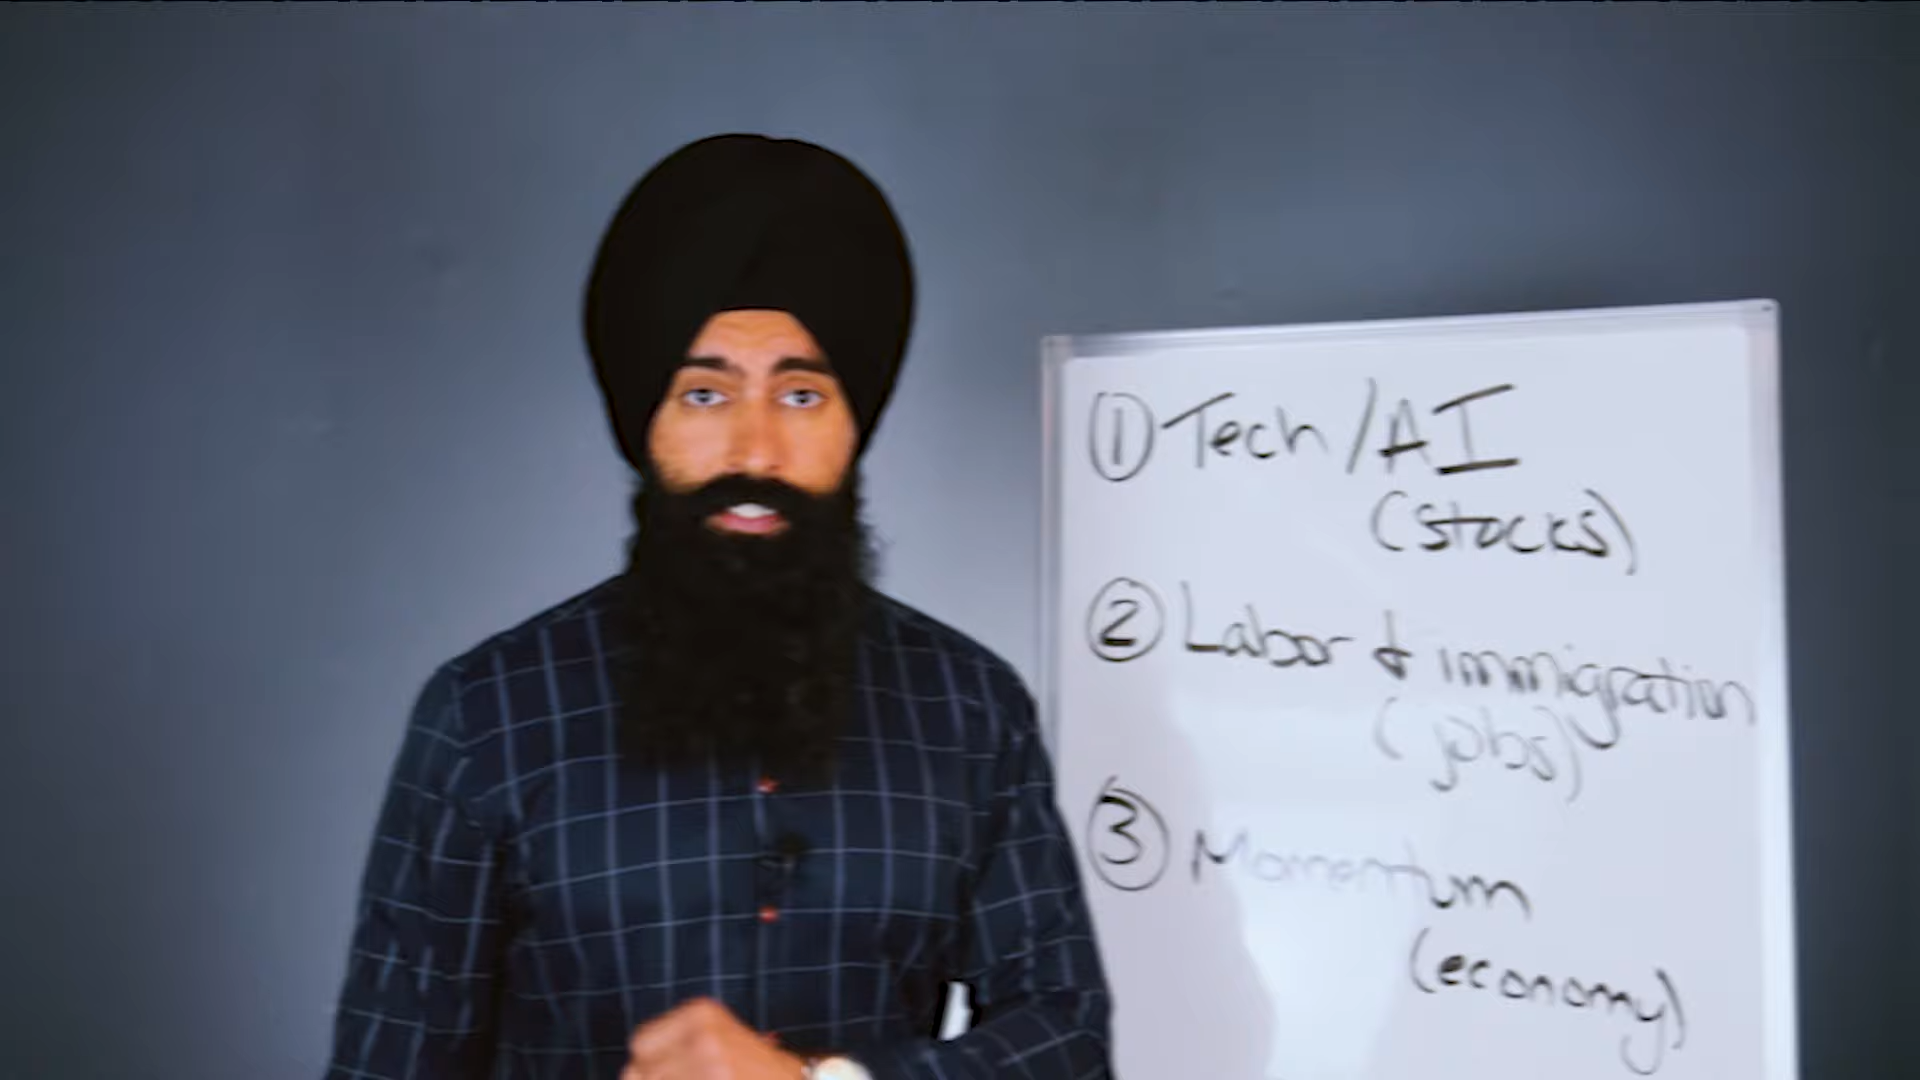 ① Tech/AI
(stocks)
② Labor & immigration
(jobs)
③ Momentum
(economy)